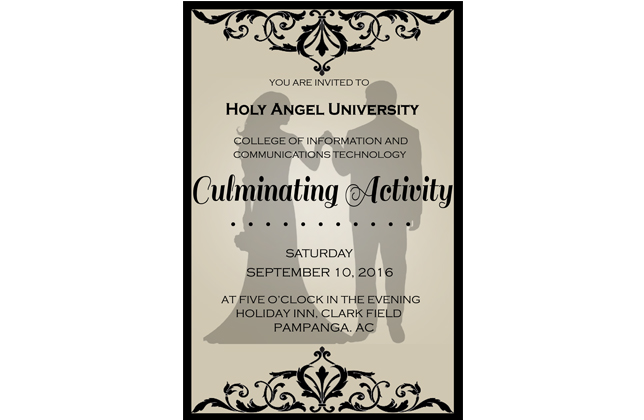 YOU ARE INVITED TO
HOLY ANGEL UNIVERSITY
COLLEGE OF INFORMATION AND
COMMUNICATIONS TECHNOLOGY
Culminating Activity
SATURDAY
SEPTEMBER 10, 2016
AT FIVE O'CLOCK IN THE EVENING
HOLIDAY INN, CLARK FIELD
PAMPANGA, AC